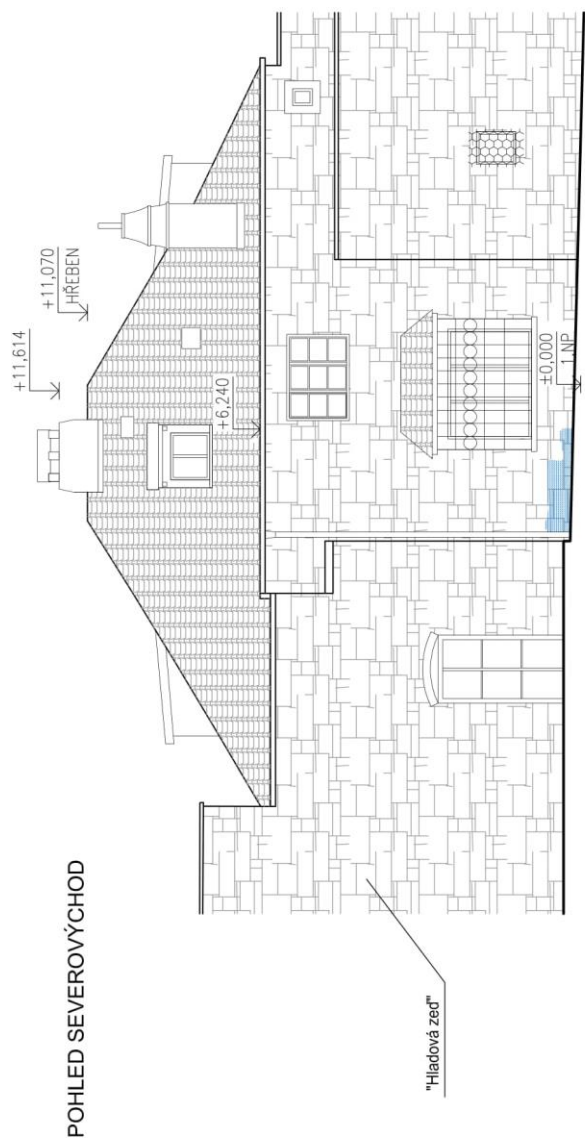 POHLED SEVEROVÝCHOD
+11,614
+11,070
HŘEBEN
+6,240
±0,000
1.NP
"Hladová zeď"